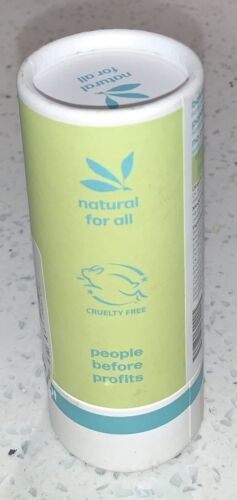 natural
for all
natural
for all
CRUELTY FREE
people
before
profits